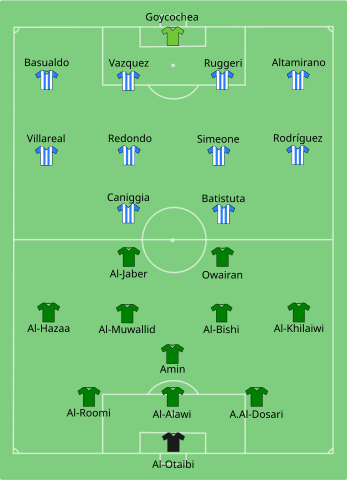 Goycochea
Basualdo Vazquez Ruggeri Altamirano
Villareal Redondo Simeone Rodríguez
Caniggia Batistuta
Al-Jaber Owairan
Al-Hazaa Al-Muwallid Al-Bishi Al-Khilaiwi
Amin
Al-Roomi Al-Alawi A.Al-Dosari
Al-Otaibi